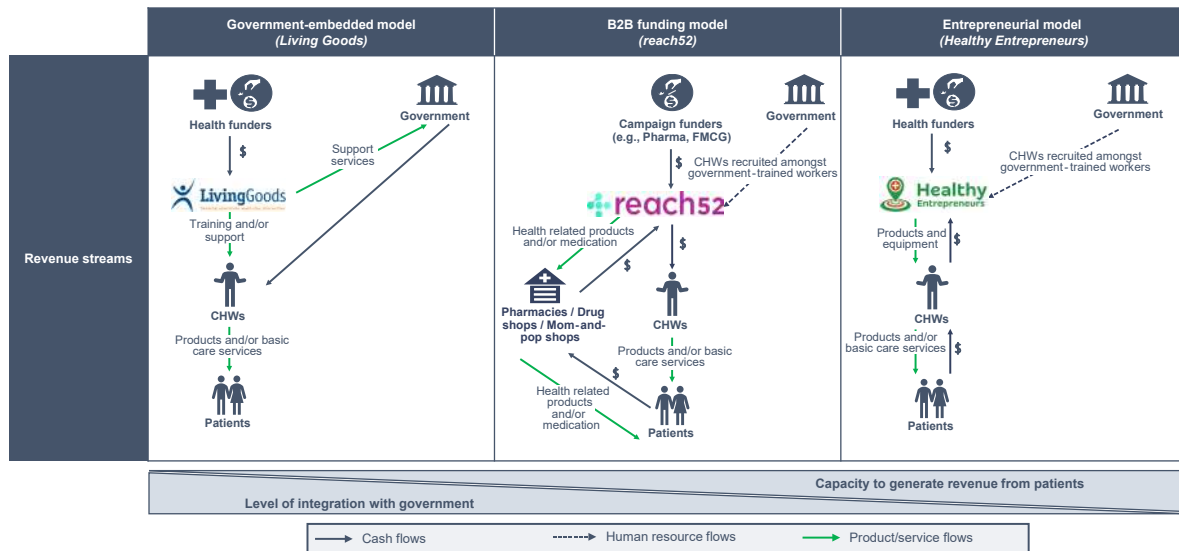 Government-embedded model
(Living Goods)
B2B funding model
(reach52)
Entrepreneurial model
(Healthy Entrepreneurs)
Revenue streams
Health funders
Government
$
Support
services
LivingGoods
Training and/or
support
CHWs
Products and/or basic
care services
Patients
Campaign funders
(e.g., Pharma, FMCG)
Government
$
CHWs recruited amongst
government-trained workers
reach52
Health related products
and/or medication
$
$
Pharmacies / Drug
shops / Mom-and-
pop shops
CHWs
Products and/or basic
care services
$
Health related
products
and/or
medication
Patients
Health funders
Government
$
CHWs recruited amongst
government-trained workers
Healthy
Entrepreneurs
Products and
equipment
$
CHWs
Products and/or
basic care services
$
Patients
Capacity to generate revenue from patients
Level of integration with government
Cash flows
Human resource flows
Product/service flows